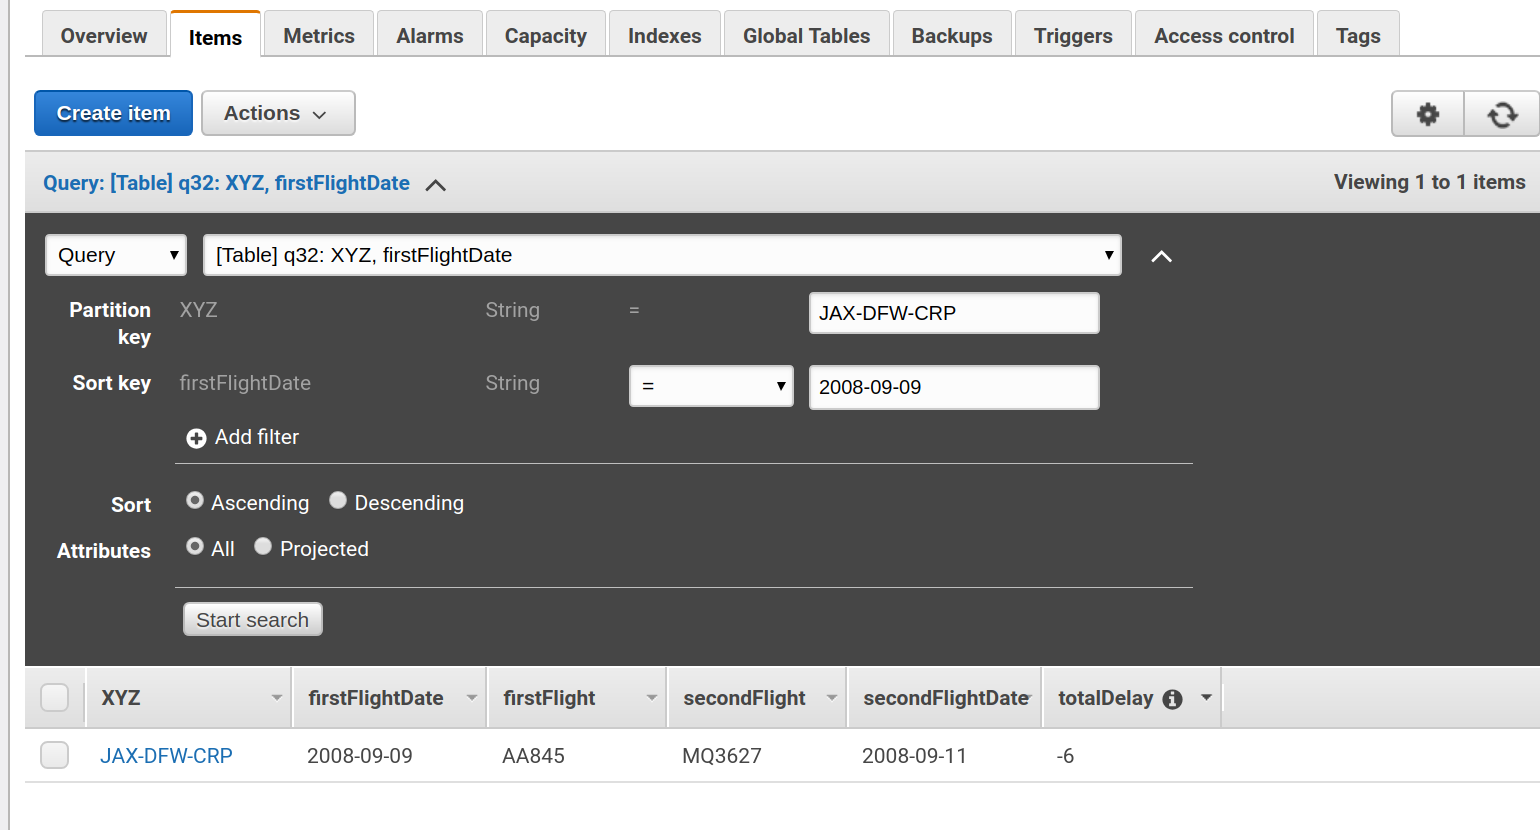 Overview Items Metrics Alarms Capacity Indexes Global Tables Backups Triggers Access control Tags
Create item Actions
Query: [Table] q32: XYZ, firstFlightDate Viewing 1 to 1 items
Query [Table] q32: XYZ, firstFlightDate
Partition key XYZ String = JAX-DFW-CRP
Sort key firstFlightDate String = 2008-09-09
Add filter
Sort Ascending Descending
Attributes All Projected
Start search
XYZ firstFlightDate firstFlight secondFlight secondFlightDate totalDelay
JAX-DFW-CRP 2008-09-09 AA845 MQ3627 2008-09-11 -6